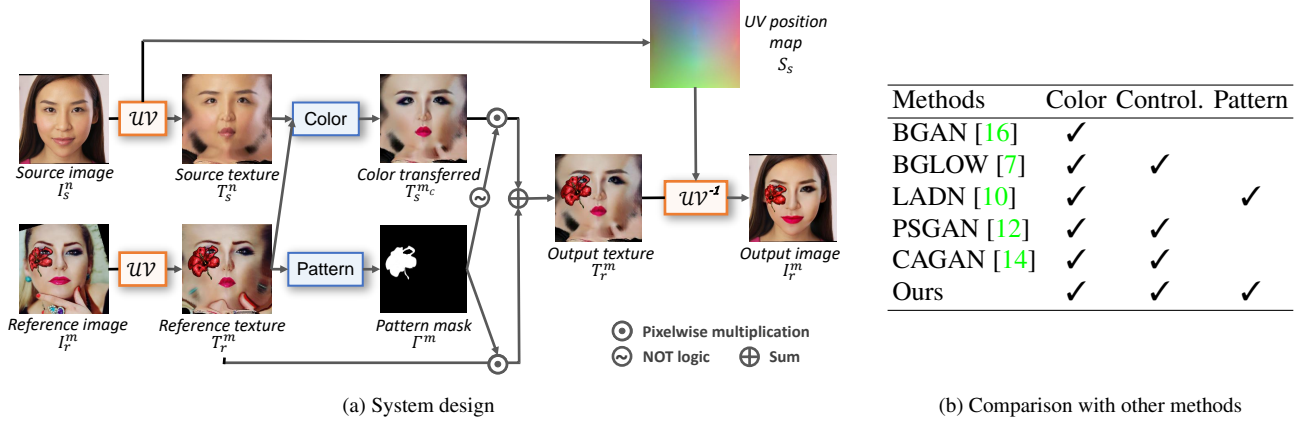 UV position
map
S_s
UV
Color
Source image
I_s^n
Source texture
T_s^n
Color transferred
T_s^{m_c}
UV
Pattern
Reference image
I_r^m
Reference texture
T_r^m
Pattern mask
Γ^m
UV⁻¹
Output texture
T_r^m
Output image
I_r^m
Pixelwise multiplication
NOT logic
Sum
(a) System design
Methods Color Control. Pattern
BGAN [16] ✓
BGLOW [7] ✓ ✓
LADN [10] ✓ ✓
PSGAN [12] ✓ ✓
CAGAN [14] ✓ ✓
Ours ✓ ✓ ✓
(b) Comparison with other methods